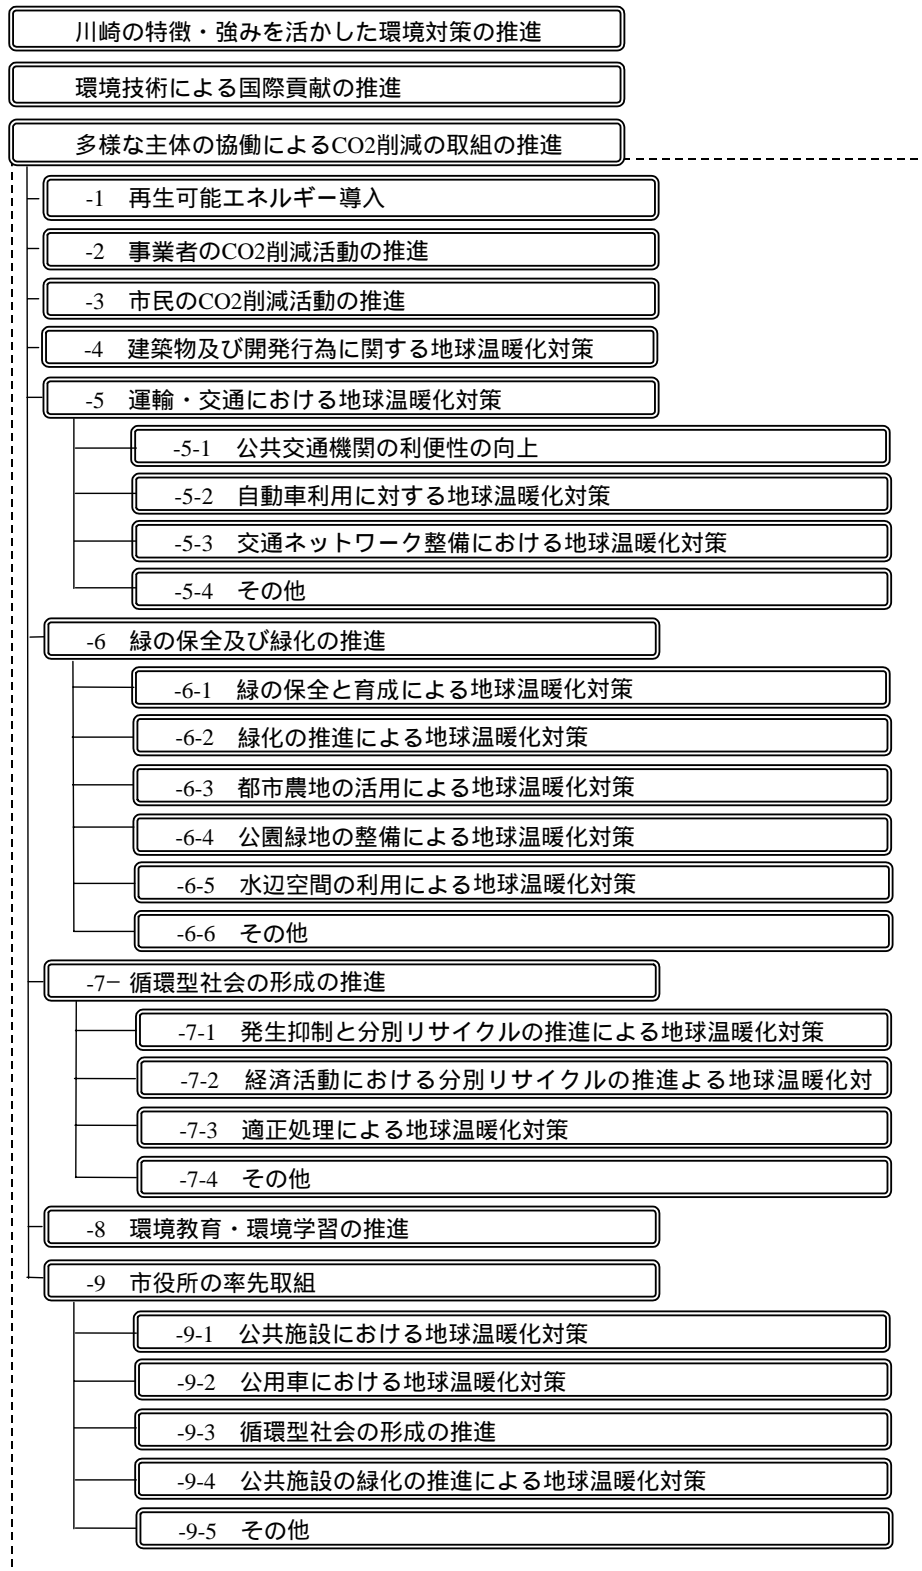 川崎の特徴・強みを活かした環境対策の推進
環境技術による国際貢献の推進
多様な主体の協働によるCO2削減の取組の推進
-1 再生可能エネルギー導入
-2 事業者のCO2削減活動の推進
-3 市民のCO2削減活動の推進
-4 建築物及び開発行為に関する地球温暖化対策
-5 運輸・交通における地球温暖化対策
-5-1 公共交通機関の利便性の向上
-5-2 自動車利用に対する地球温暖化対策
-5-3 交通ネットワーク整備における地球温暖化対策
-5-4 その他
-6 緑の保全及び緑化の推進
-6-1 緑の保全と育成による地球温暖化対策
-6-2 緑化の推進による地球温暖化対策
-6-3 都市農地の活用による地球温暖化対策
-6-4 公園緑地の整備による地球温暖化対策
-6-5 水辺空間の利用による地球温暖化対策
-6-6 その他
-7− 循環型社会の形成の推進
-7-1 発生抑制と分別リサイクルの推進による地球温暖化対策
-7-2 経済活動における分別リサイクルの推進よる地球温暖化対
-7-3 適正処理による地球温暖化対策
-7-4 その他
-8 環境教育・環境学習の推進
-9 市役所の率先取組
-9-1 公共施設における地球温暖化対策
-9-2 公用車における地球温暖化対策
-9-3 循環型社会の形成の推進
-9-4 公共施設の緑化の推進による地球温暖化対策
-9-5 その他